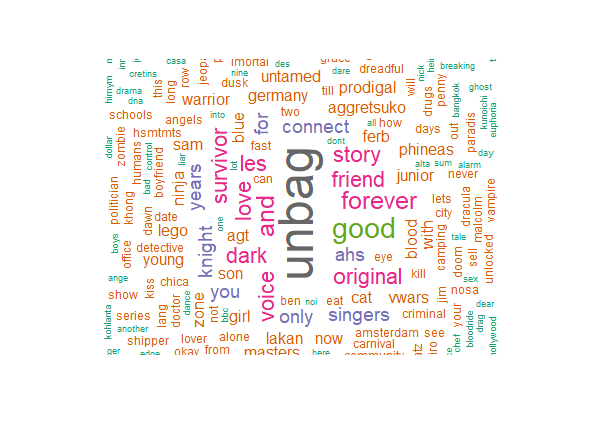 casa
des
grace
himym
cretins
row
jeop
imortal
nine
dare
dreadful
nick
heli
breaking
drama
this
long
dusk
untamed
till
prodigal
will
drugs
penny
bangkok
ghost
dna
warrior
germany
aggretsuko
kunoichi
euphoria
schools
angels
into
blue
for
two
connect
all
how
days
out
paradis
dollar
zombie
hsmtmts
sam
fast
dont
ferb
phineas
day
humans
control
liar
survivor
les
story
alta
sum
alarm
bad
boyfriend
ninja
years
lot
can
friend
junior
never
politician
khong
love
unbag
forever
lets
dracula
vampire
dawn
date
and
good
city
malcolm
boys
office
lego
knight
one
agt
blood
with
camping
tale
detective
young
dark
ahs
eye
doom
sell
unlocked
ange
kiss
chica
son
original
kill
sex
show
you
voice
ben
noi
eat
cat
vwars
jim
nosa
dear
kohlanta
series
lang
doctor
dance
zone
not
bbc
girl
only
singers
criminal
your
bloodride
drag
hollywood
another
shipper
lover
alone
lakan
now
amsterdam
see
chef
carnival
ger
edge
okay
from
masters
here
community